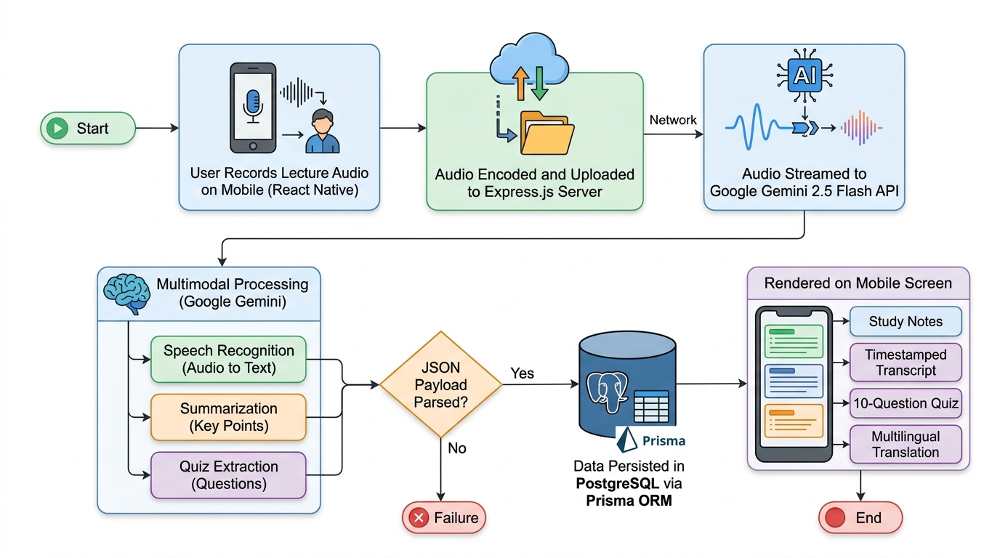 Start
User Records Lecture Audio
on Mobile (React Native)
Audio Encoded and Uploaded
to Express.js Server
Network
AI
Audio Streamed to
Google Gemini 2.5 Flash API
Multimodal Processing
(Google Gemini)
Speech Recognition
(Audio to Text)
Summarization
(Key Points)
Quiz Extraction
(Questions)
JSON
Payload
Parsed?
Yes
No
Failure
Prisma
Data Persisted in
PostgreSQL via
Prisma ORM
Rendered on Mobile Screen
Study Notes
Timestamped
Transcript
10-Question Quiz
Multilingual
Translation
End